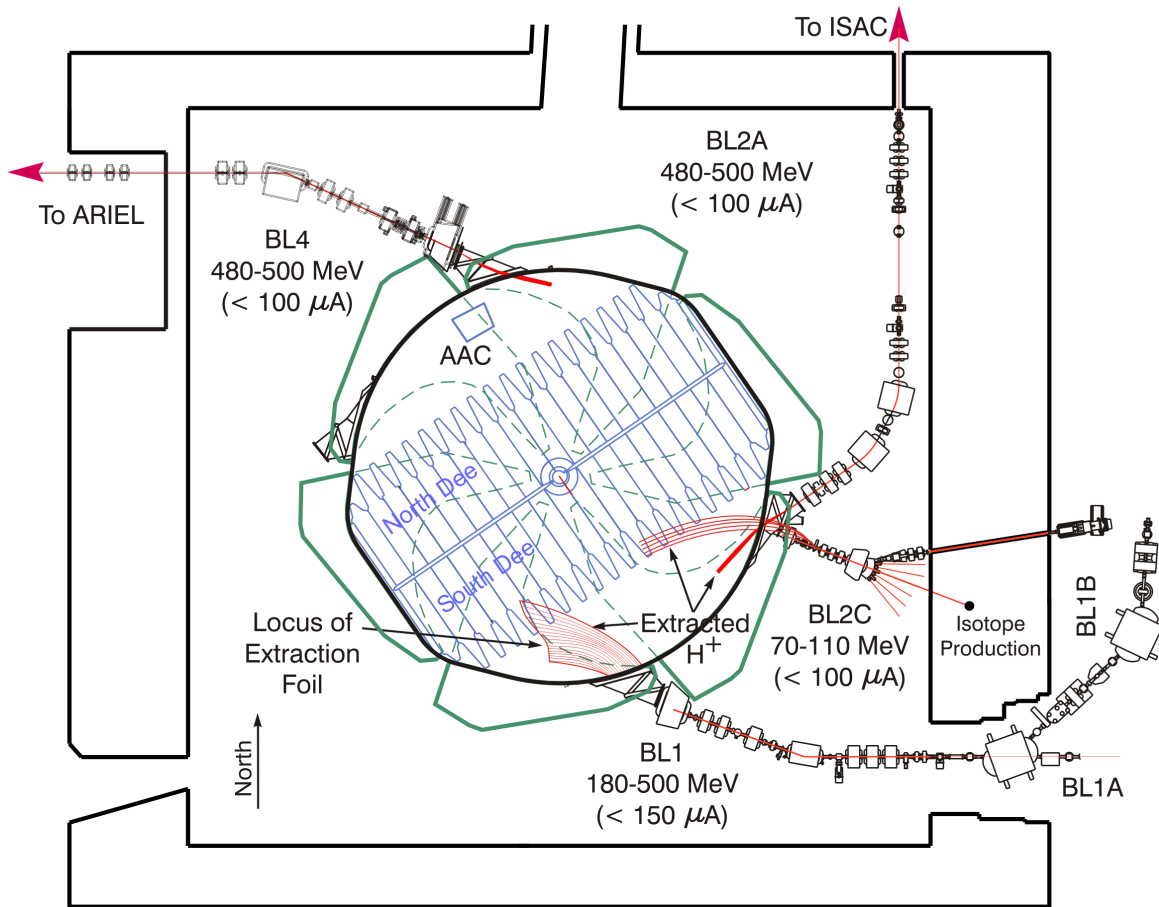 To ISAC
BL2A
480-500 MeV
(< 100 μA)
To ARIEL
BL4
480-500 MeV
(< 100 μA)
AAC
North Dee
South Dee
Locus of
Extraction
Foil
Extracted
H+
BL2C
70-110 MeV
(< 100 μA)
Isotope
Production
BL1B
North
BL1
180-500 MeV
(< 150 μA)
BL1A